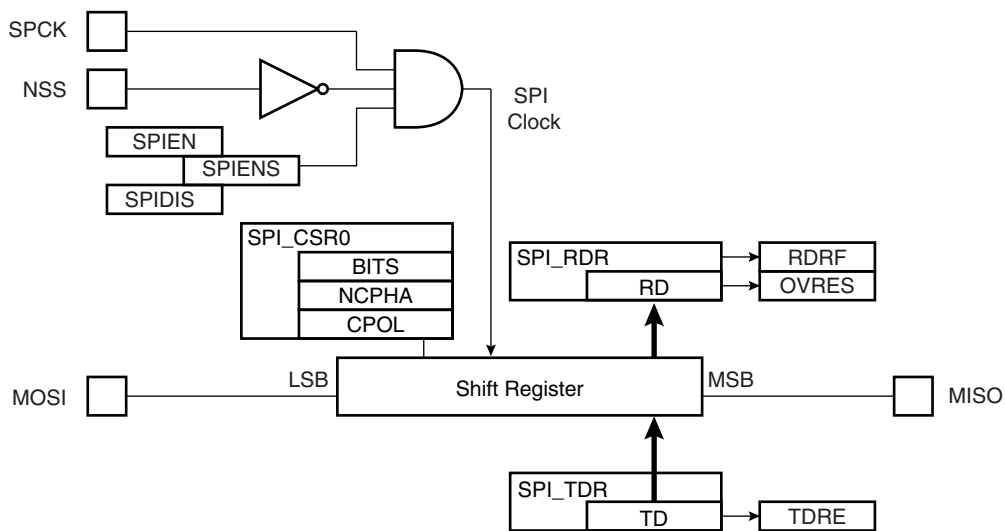 SPCK
NSS
SPI
Clock
SPIEN
SPIENS
SPIDIS
SPI_CSR0
BITS
NCPHA
CPOL
SPI_RDR
RD
RDRF
OVRES
MOSI
LSB
Shift Register
MSB
MISO
SPI_TDR
TD
TDRE